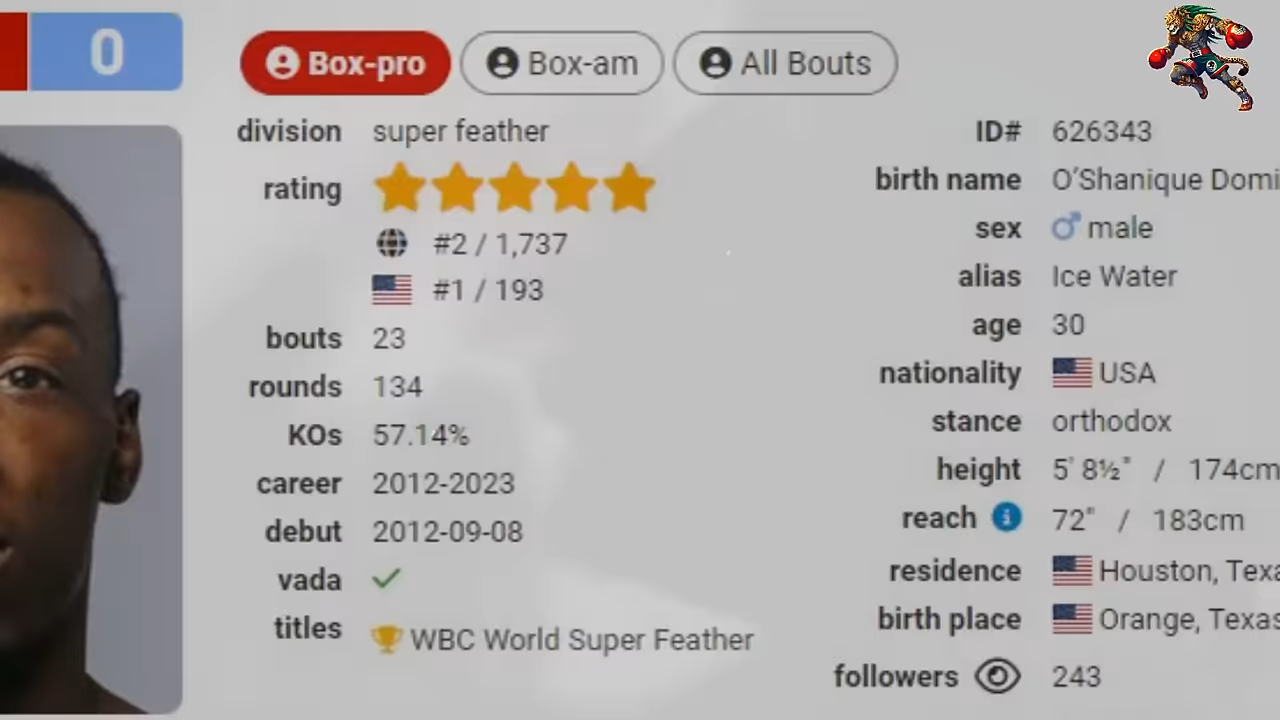 0
Box-pro Box-am All Bouts
division super feather
rating
#2 / 1,737
#1 / 193
bouts 23
rounds 134
KOs 57.14%
career 2012-2023
debut 2012-09-08
vada
titles WBC World Super Feather
ID# 626343
birth name O'Shanique Domi
sex male
alias Ice Water
age 30
nationality USA
stance orthodox
height 5' 8½" / 174cm
reach 72" / 183cm
residence Houston, Texa
birth place Orange, Texas
followers 243